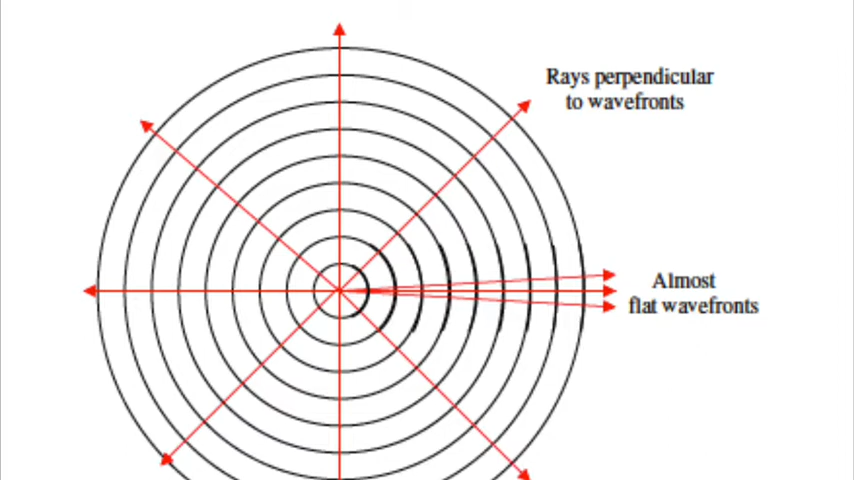 Rays perpendicular
to wavefronts
Almost
flat wavefronts